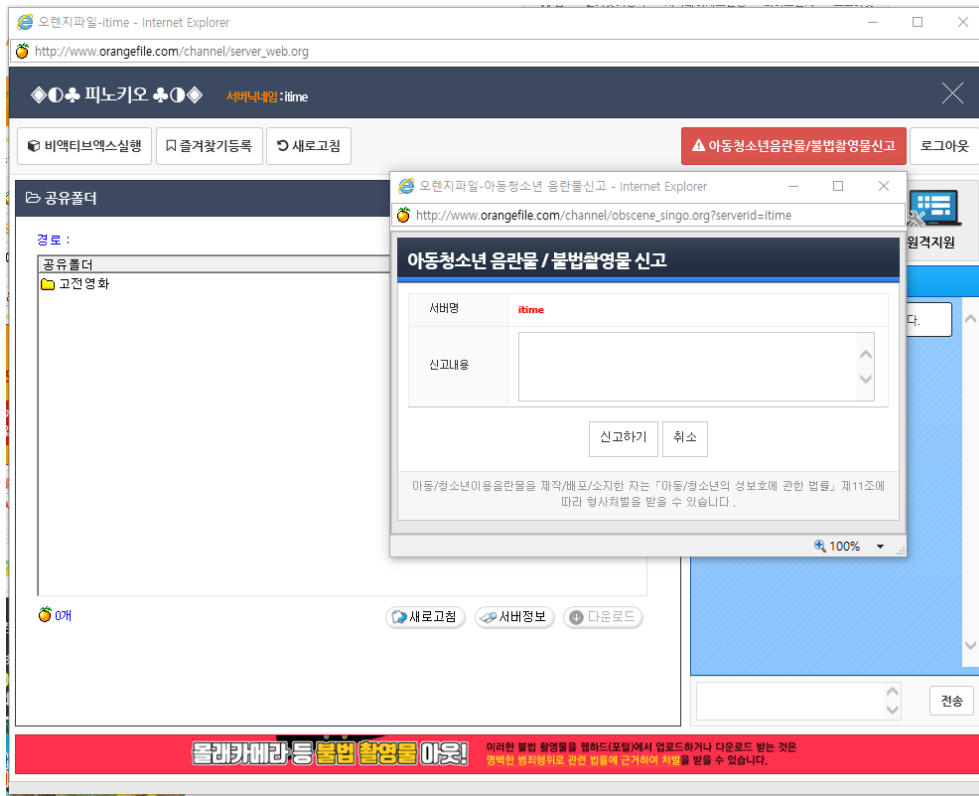 오렌지파일-itime - Internet Explorer
http://www.orangefile.com/channel/server_web.org
◈◐♣ 피노키오 ♣◑◈ 서버닉네임 : itime
비액티브엑스실행 즐겨찾기등록 새로고침 아동청소년음란물/불법촬영물신고 로그아웃
공유폴더
경로 :
공유폴더
고전영화
오렌지파일-아동청소년 음란물신고 - Internet Explorer
http://www.orangefile.com/channel/obscene_singo.org?serverid=itime
아동청소년 음란물 / 불법촬영물 신고
서버명 itime
신고내용
신고하기 취소
아동/청소년이용음란물을 제작/배포/소지한 자는「아동/청소년의 성보호에 관한 법률」제11조에
따라 형사처벌을 받을 수 있습니다.
100%
원격지원
다.
0개 새로고침 서버정보 다운로드
전송
몰래카메라 등 불법 촬영물 아웃!
이러한 불법 촬영물을 웹하드(포털)에서 업로드하거나 다운로드 받는 것은
명백한 범죄행위로 관련 법률에 근거하여 처벌을 받을 수 있습니다.